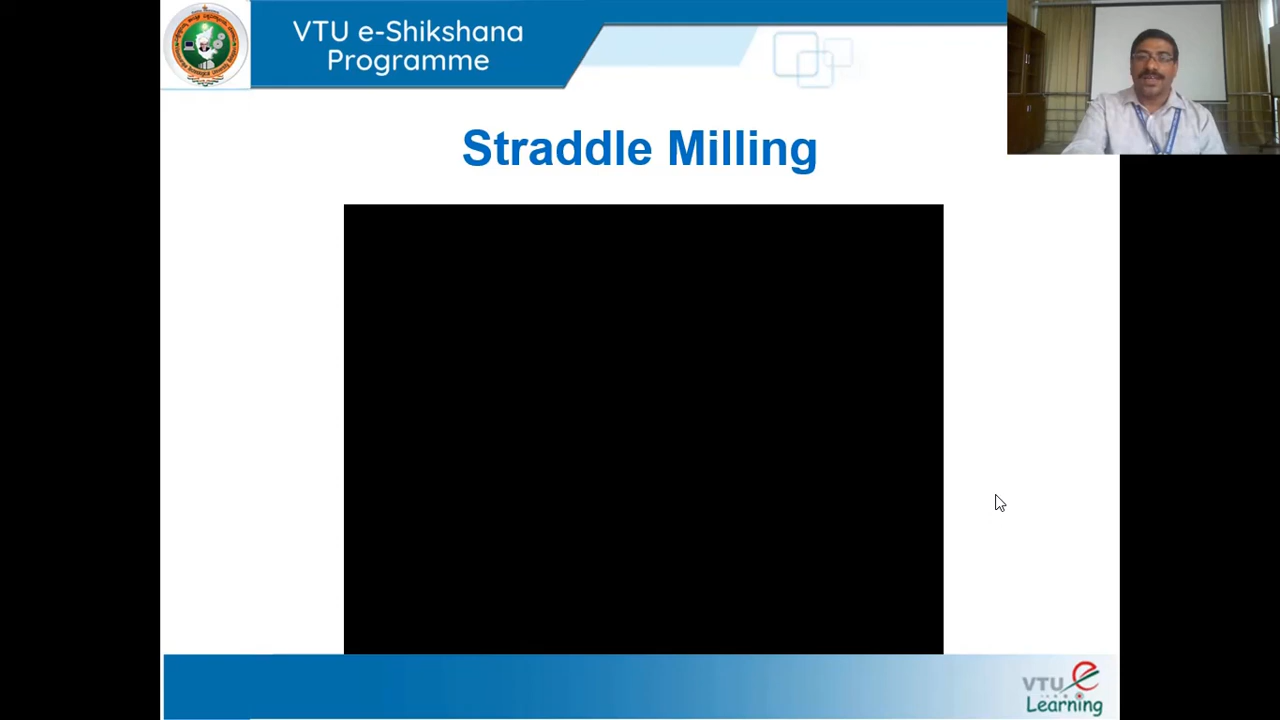 VTU e-Shikshana
Programme
Straddle Milling
VTU e
Learning